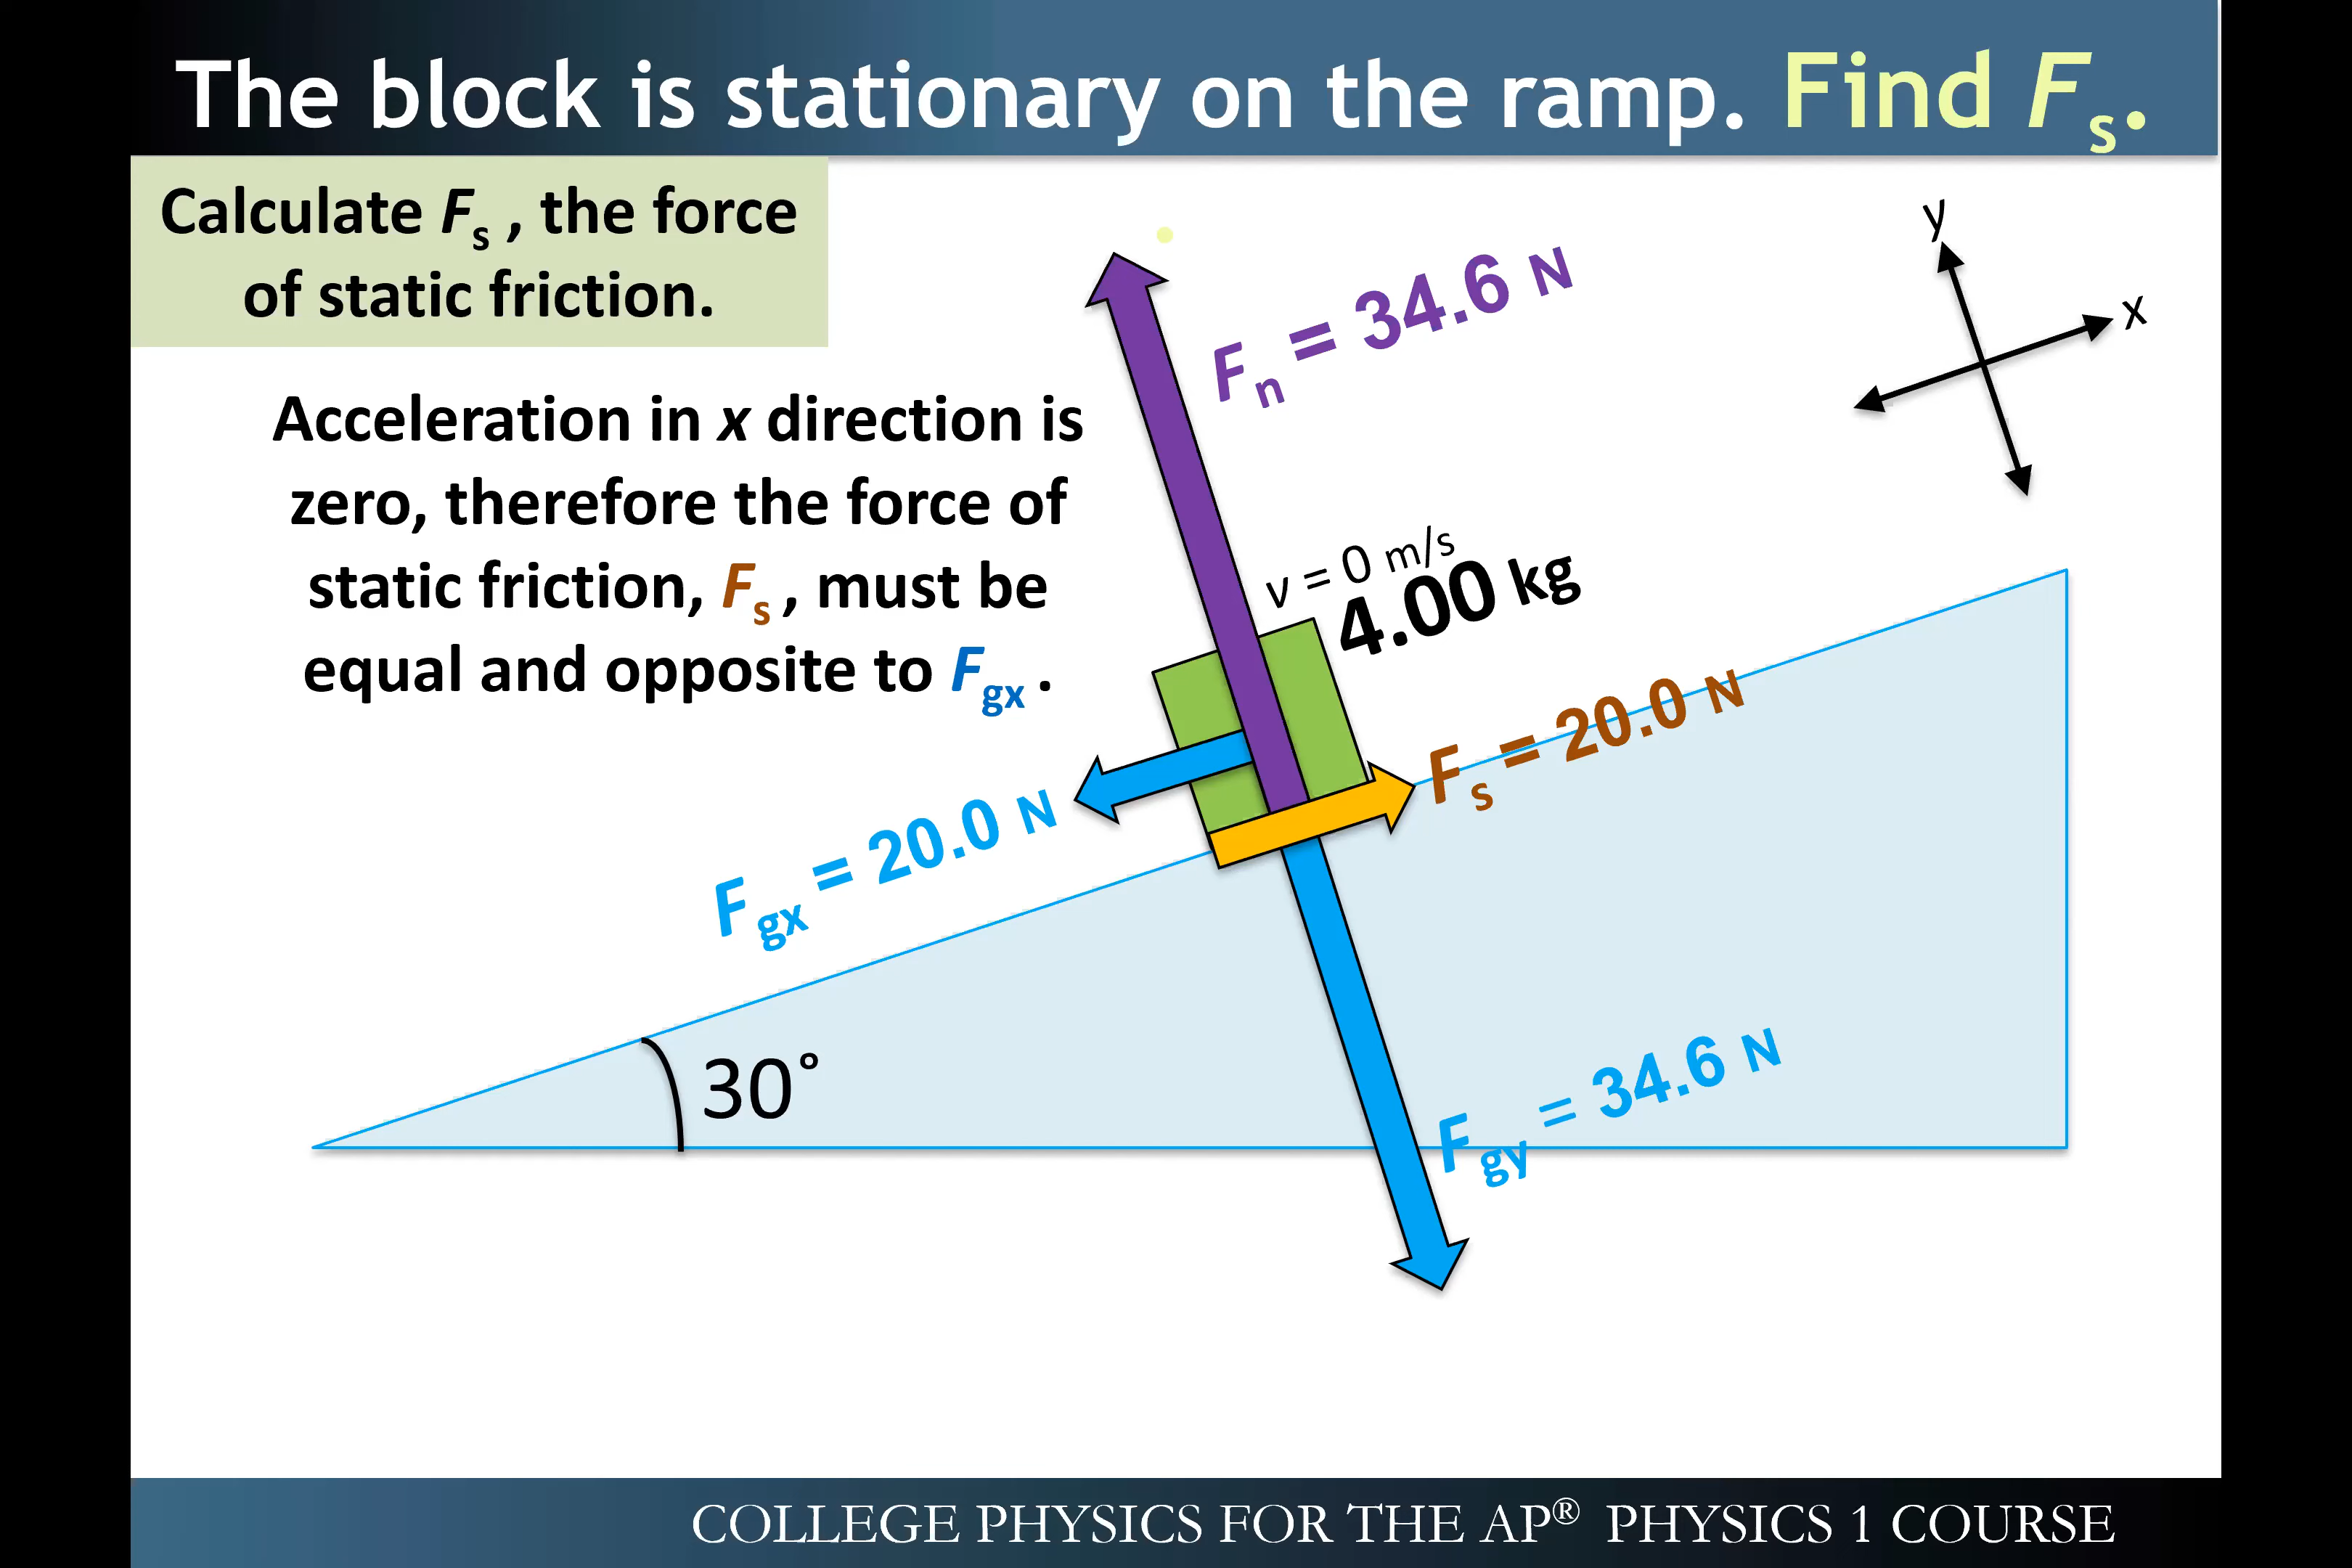 The block is stationary on the ramp. Find Fs.
Calculate Fs , the force
of static friction.
Acceleration in x direction is
zero, therefore the force of
static friction, Fs , must be
equal and opposite to Fgx .
y
x
Fn = 34.6 N
v = 0 m/s
4.00 kg
Fs = 20.0 N
Fgx = 20.0 N
30°
Fgy = 34.6 N
COLLEGE PHYSICS FOR THE AP® PHYSICS 1 COURSE